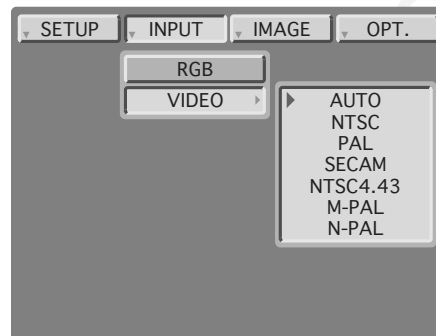 SETUP INPUT IMAGE OPT.
RGB
VIDEO AUTO
NTSC
PAL
SECAM
NTSC4.43
M-PAL
N-PAL